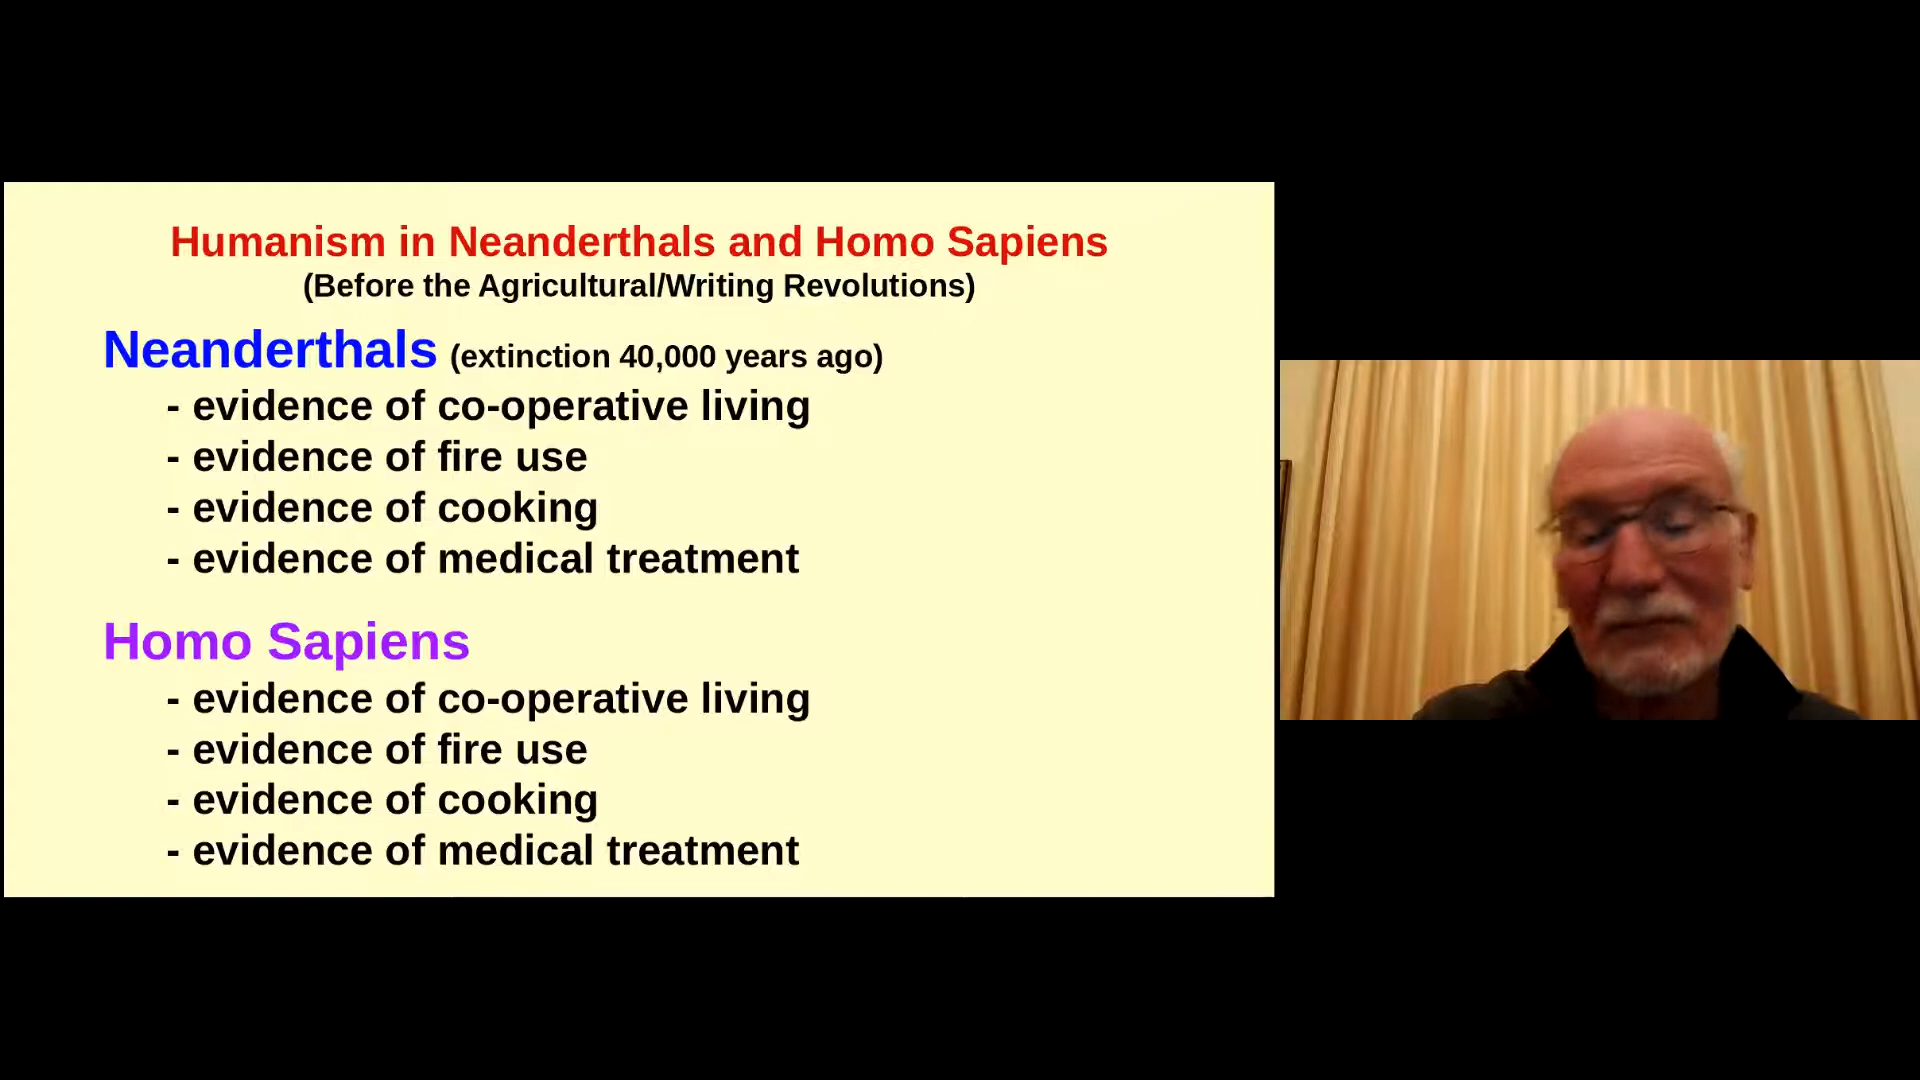 Humanism in Neanderthals and Homo Sapiens
(Before the Agricultural/Writing Revolutions)
Neanderthals (extinction 40,000 years ago)
- evidence of co-operative living
- evidence of fire use
- evidence of cooking
- evidence of medical treatment
Homo Sapiens
- evidence of co-operative living
- evidence of fire use
- evidence of cooking
- evidence of medical treatment